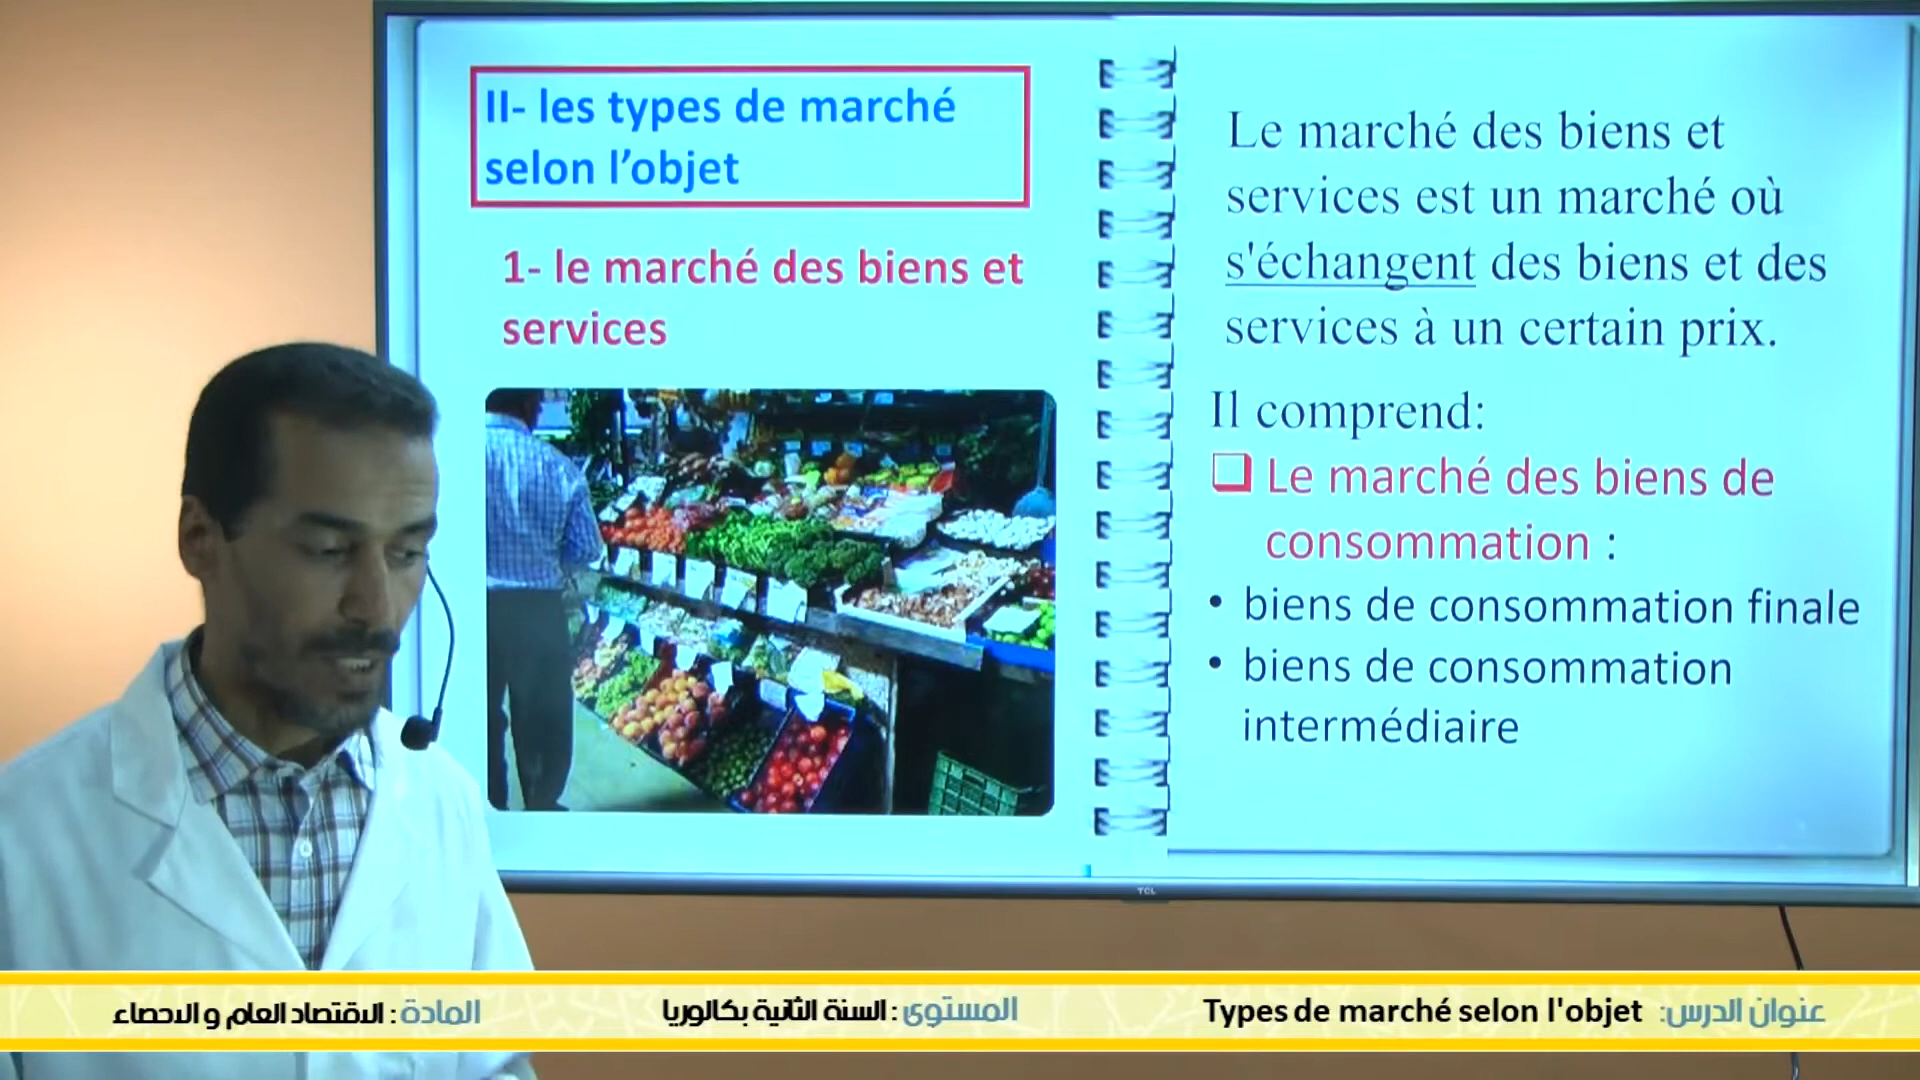 II- les types de marché
selon l’objet
1- le marché des biens et
services
Le marché des biens et
services est un marché où
s'échangent des biens et des
services à un certain prix.
Il comprend:
Le marché des biens de
consommation :
• biens de consommation finale
• biens de consommation
intermédiaire
TCL
عنوان الدرس: Types de marché selon l'objet
المستوى : السنة الثانية بكالوريا
المادة : الاقتصاد العام و الاحصاء